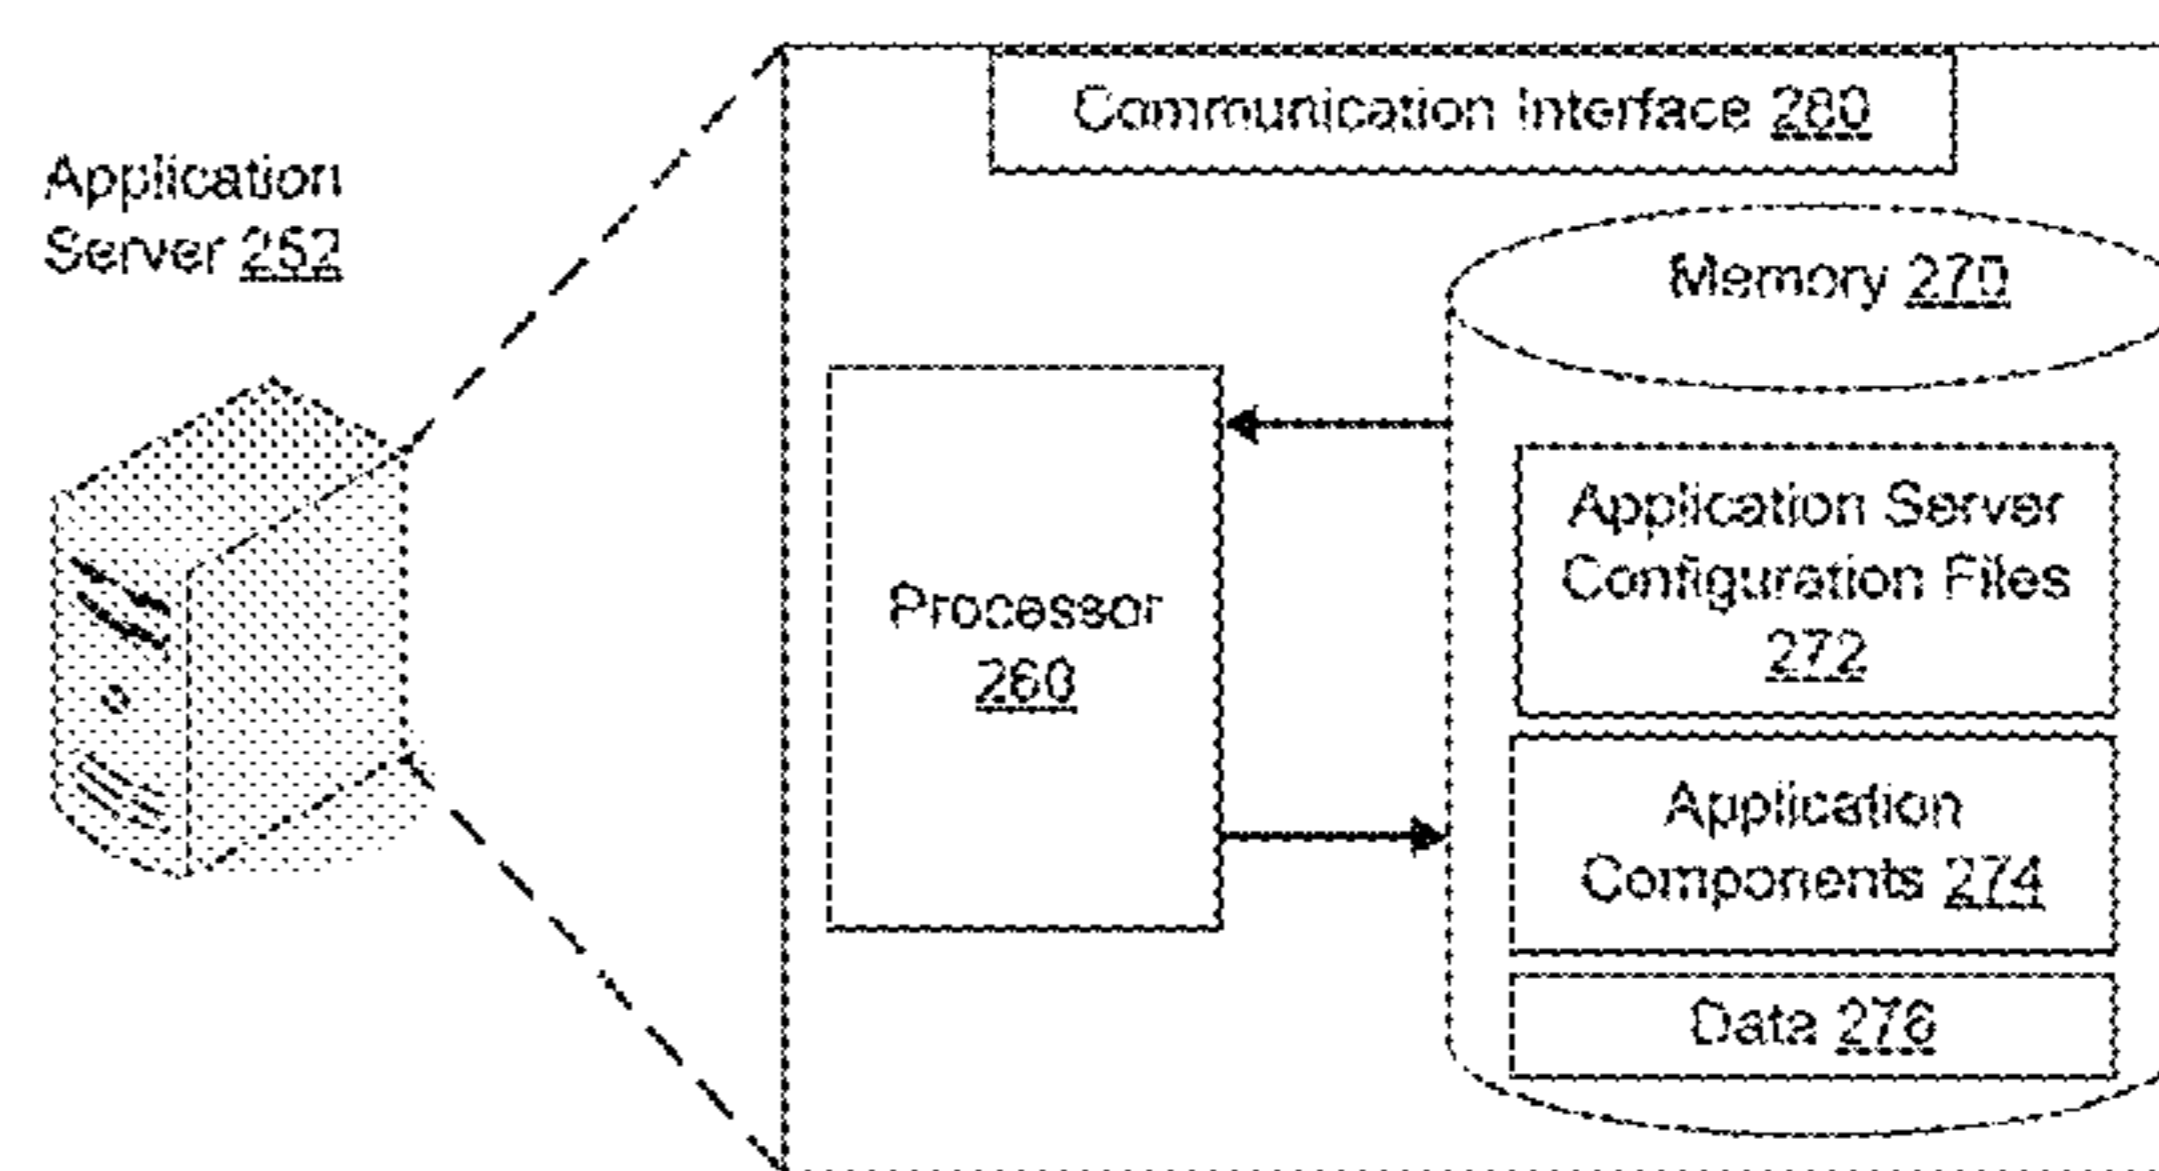 Communication Interface 280
Application
Server 252
Memory 270
Application Server
Configuration Files
272
Processor
260
Application
Components 274
Data 276